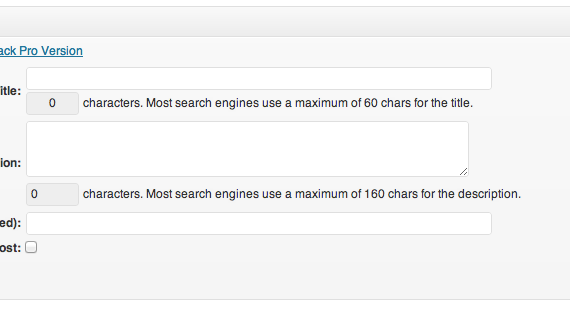 ack Pro Version
itle:
0 characters. Most search engines use a maximum of 60 chars for the title.
ion:
0 characters. Most search engines use a maximum of 160 chars for the description.
ed):
ost: